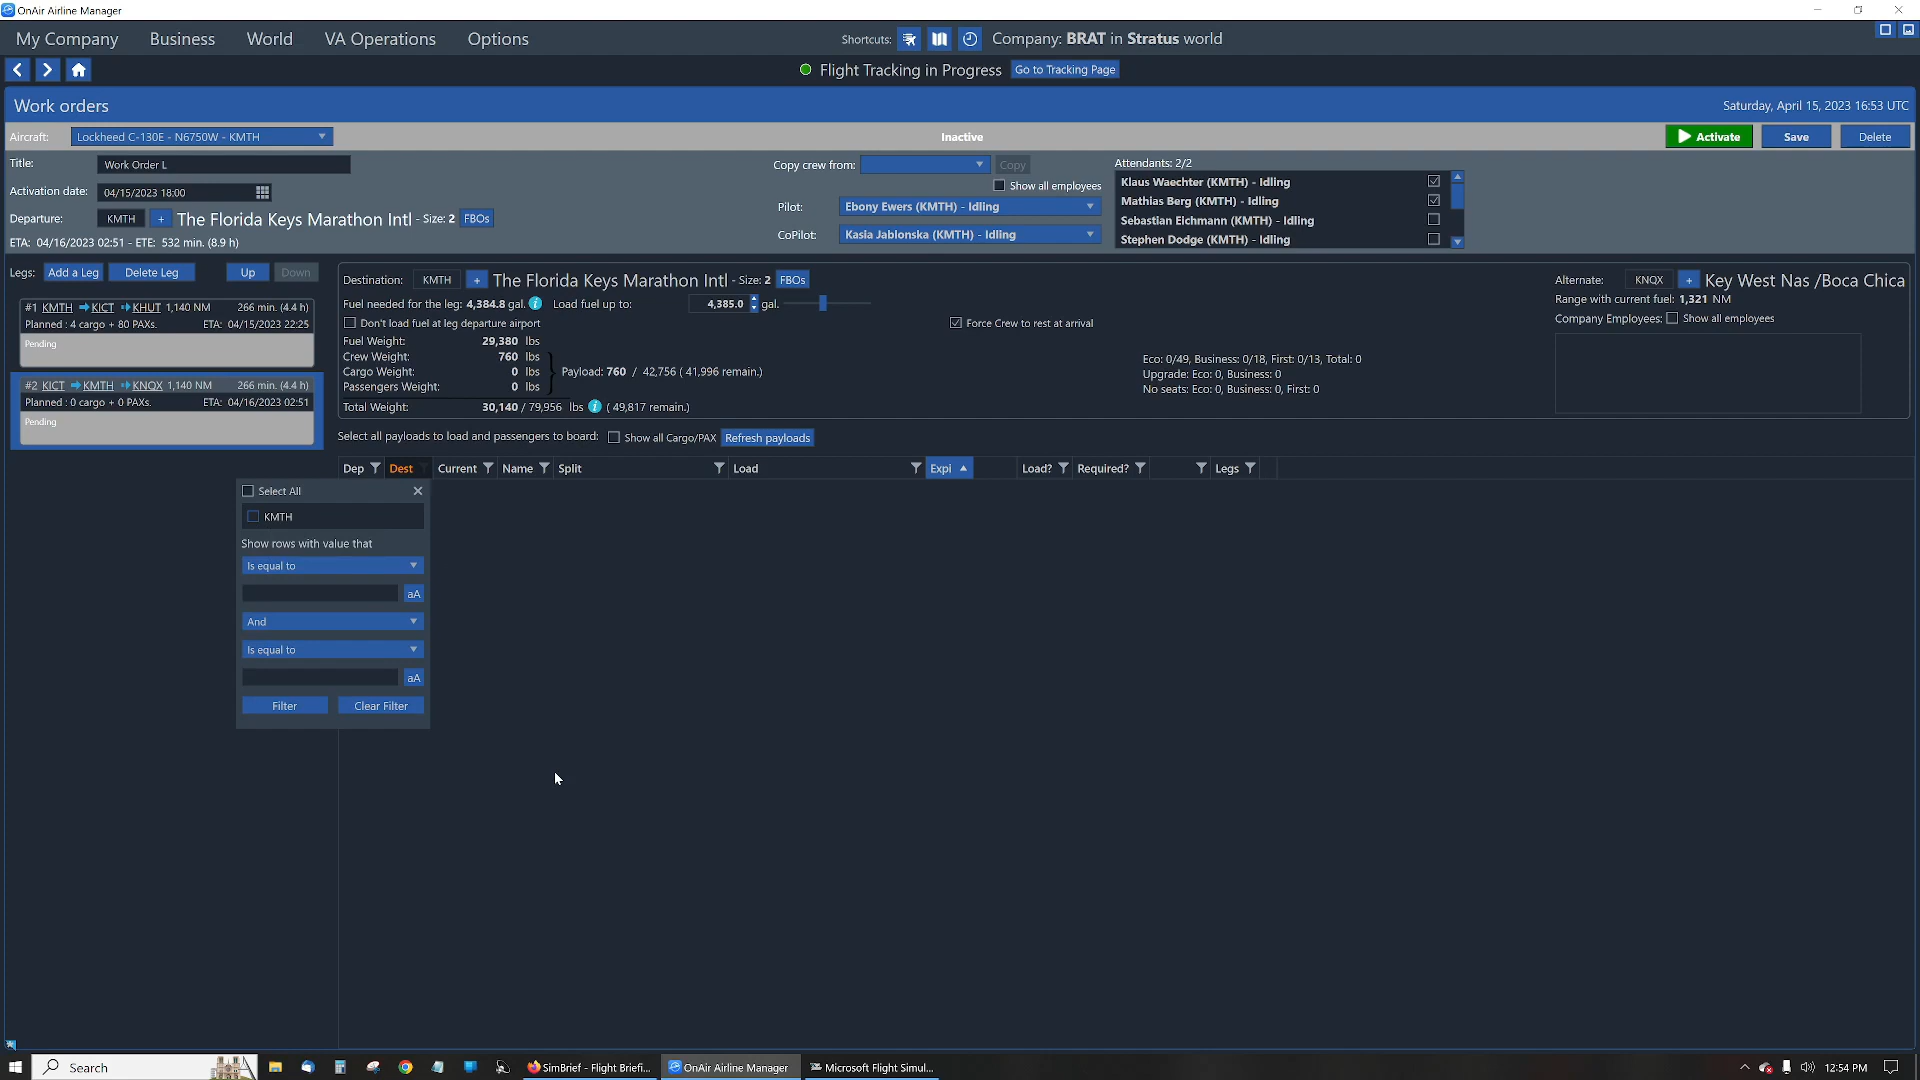 OnAir Airline Manager
My Company Business World VA Operations Options
Shortcuts: Company: BRAT in Stratus world
Flight Tracking in Progress Go to Tracking Page
Work orders Saturday, April 15, 2023 16:53 UTC
Aircraft: Lockheed C-130E - N6750W - KMTH Inactive Activate Save Delete
Title: Work Order L
Activation date: 04/15/2023 18:00
Departure: KMTH + The Florida Keys Marathon Intl - Size: 2 FBOs
ETA: 04/16/2023 02:51 - ETE: 532 min. (8.9 h)
Copy crew from: Copy
Show all employees
Pilot: Ebony Ewers (KMTH) - Idling
CoPilot: Kasia Jablonska (KMTH) - Idling
Attendants: 2/2
Klaus Waechter (KMTH) - Idling
Mathias Berg (KMTH) - Idling
Sebastian Eichmann (KMTH) - Idling
Stephen Dodge (KMTH) - Idling
Legs: Add a Leg Delete Leg Up Down
#1 KMTH KICT KHUT 1,140 NM 266 min. (4.4 h)
Planned : 4 cargo + 80 PAXs. ETA: 04/15/2023 22:25
Pending
#2 KICT KMTH KNQX 1,140 NM 266 min. (4.4 h)
Planned : 0 cargo + 0 PAXs. ETA: 04/16/2023 02:51
Pending
Destination: KMTH + The Florida Keys Marathon Intl - Size: 2 FBOs
Fuel needed for the leg: 4,384.8 gal. Load fuel up to: 4,385.0 gal.
Don't load fuel at leg departure airport Force Crew to rest at arrival
Fuel Weight: 29,380 lbs
Crew Weight: 760 lbs
Cargo Weight: 0 lbs Payload: 760 / 42,756 ( 41,996 remain.)
Passengers Weight: 0 lbs
Total Weight: 30,140 / 79,956 lbs ( 49,817 remain.)
Eco: 0/49, Business: 0/18, First: 0/13, Total: 0
Upgrade: Eco: 0, Business: 0
No seats: Eco: 0, Business: 0, First: 0
Alternate: KNQX + Key West Nas /Boca Chica
Range with current fuel: 1,321 NM
Company Employees: Show all employees
Select all payloads to load and passengers to board: Show all Cargo/PAX Refresh payloads
Dep Dest Current Name Split Load Expi Load? Required? Legs
Select All
KMTH
Show rows with value that
Is equal to
aA
And
Is equal to
aA
Filter Clear Filter
Search SimBrief - Flight Briefi... OnAir Airline Manager Microsoft Flight Simul... 12:54 PM